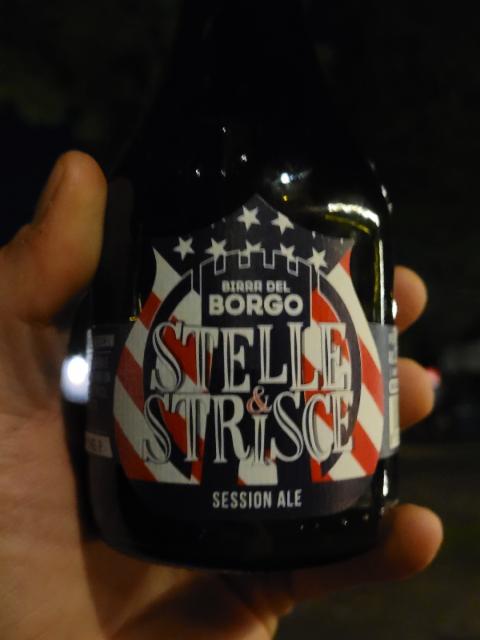 BIRRA DEL
BORGO
STELLE
&
STRISCE
SESSION ALE